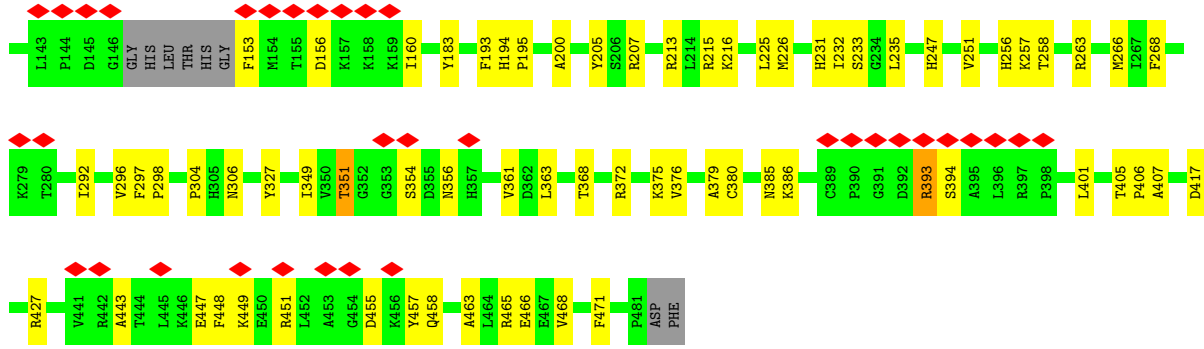 L143 P144 D145 G146 GLY HIS LEU THR HIS GLY F153 M154 T155 D156 K157 K158 K159 I160 Y183 F193 H194 P195 A200 Y205 S206 R207 R213 L214 R215 K216 L225 M226 H231 I232 S233 G234 L235 H247 V251 H256 K257 T258 R263 M266 I267 F268
K279 T280 I292 V296 F297 P298 P304 H305 N306 Y327 I349 V350 T351 G352 G353 S354 D355 N356 H357 V361 D362 L363 T368 R372 K375 V376 A379 C380 N385 K386 C389 P390 G391 D392 R393 S394 A395 L396 R397 P398 L401 T405 P406 A407 D417
R427 V441 R442 A443 T444 L445 K446 E447 F448 K449 E450 R451 L452 A453 G454 D455 K456 Y457 Q458 A463 L464 R465 E466 E467 V468 F471 P481 ASP PHE